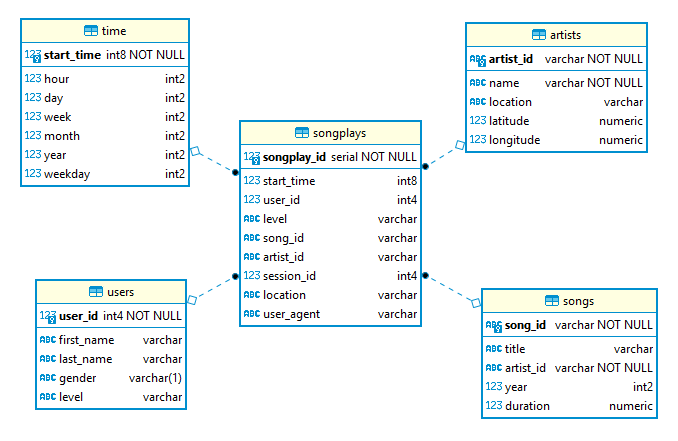 time
123 start_time int8 NOT NULL
123 hour int2
123 day int2
123 week int2
123 month int2
123 year int2
123 weekday int2
artists
ABC artist_id varchar NOT NULL
ABC name varchar NOT NULL
ABC location varchar
123 latitude numeric
123 longitude numeric
songplays
123 songplay_id serial NOT NULL
123 start_time int8
123 user_id int4
ABC level varchar
ABC song_id varchar
ABC artist_id varchar
123 session_id int4
ABC location varchar
ABC user_agent varchar
users
123 user_id int4 NOT NULL
ABC first_name varchar
ABC last_name varchar
ABC gender varchar(1)
ABC level varchar
songs
ABC song_id varchar NOT NULL
ABC title varchar
ABC artist_id varchar NOT NULL
123 year int2
123 duration numeric